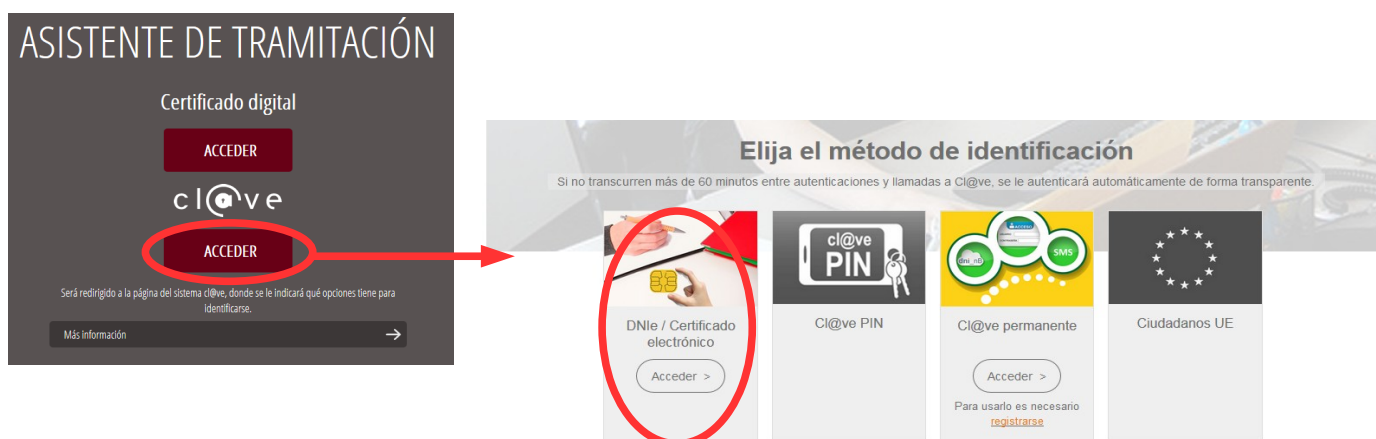 ASISTENTE DE TRAMITACIÓN
Certificado digital
ACCEDER
cl@ve
ACCEDER
Será redirigido a la página del sistema cl@ve, donde se le indicará qué opciones tiene para
identificarse.
Más información
Elija el método de identificación
Si no transcurren más de 60 minutos entre autenticaciones y llamadas a Cl@ve, se le autenticará automáticamente de forma transparente.
cl@ve
PIN
ACCESO
dni_nB
SMS
DNIe / Certificado
electrónico
Acceder >
Cl@ve PIN
Cl@ve permanente
Acceder >
Para usarlo es necesario
registrarse
Ciudadanos UE